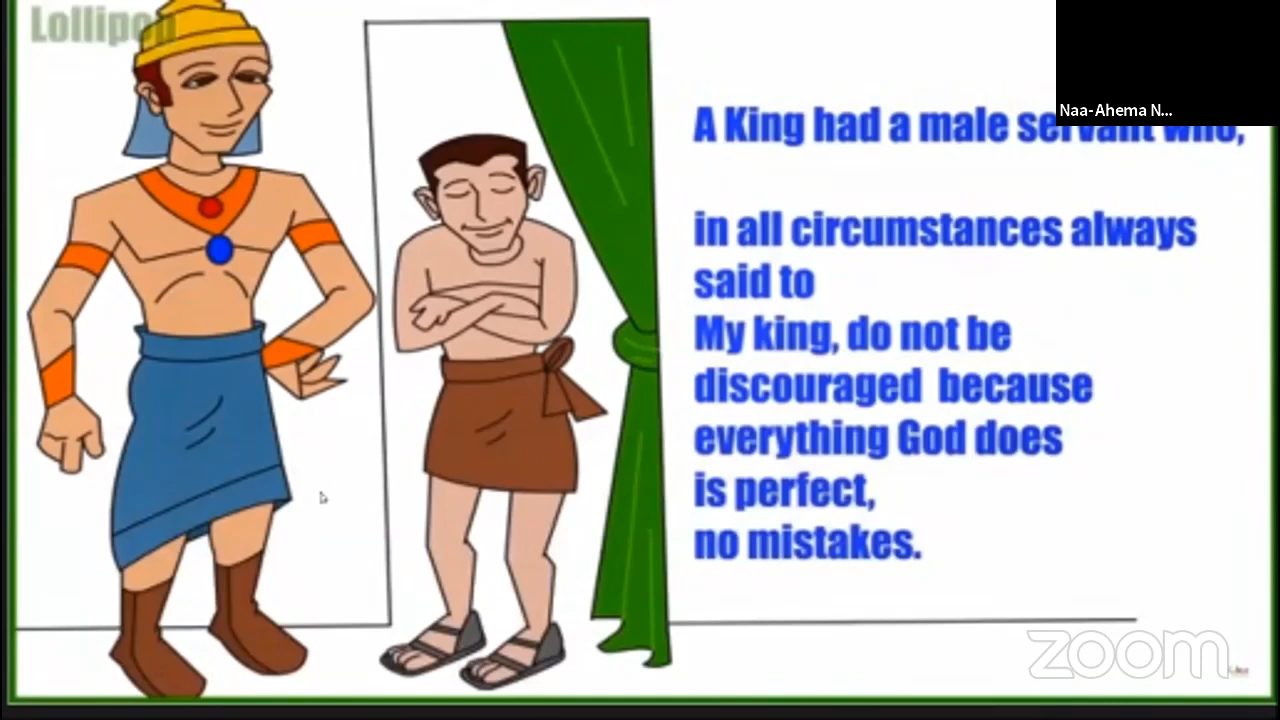 Lollipop
Naa-Ahema N...
A King had a male servant who,
in all circumstances always
said to
My king, do not be
discouraged because
everything God does
is perfect,
no mistakes.
zoom